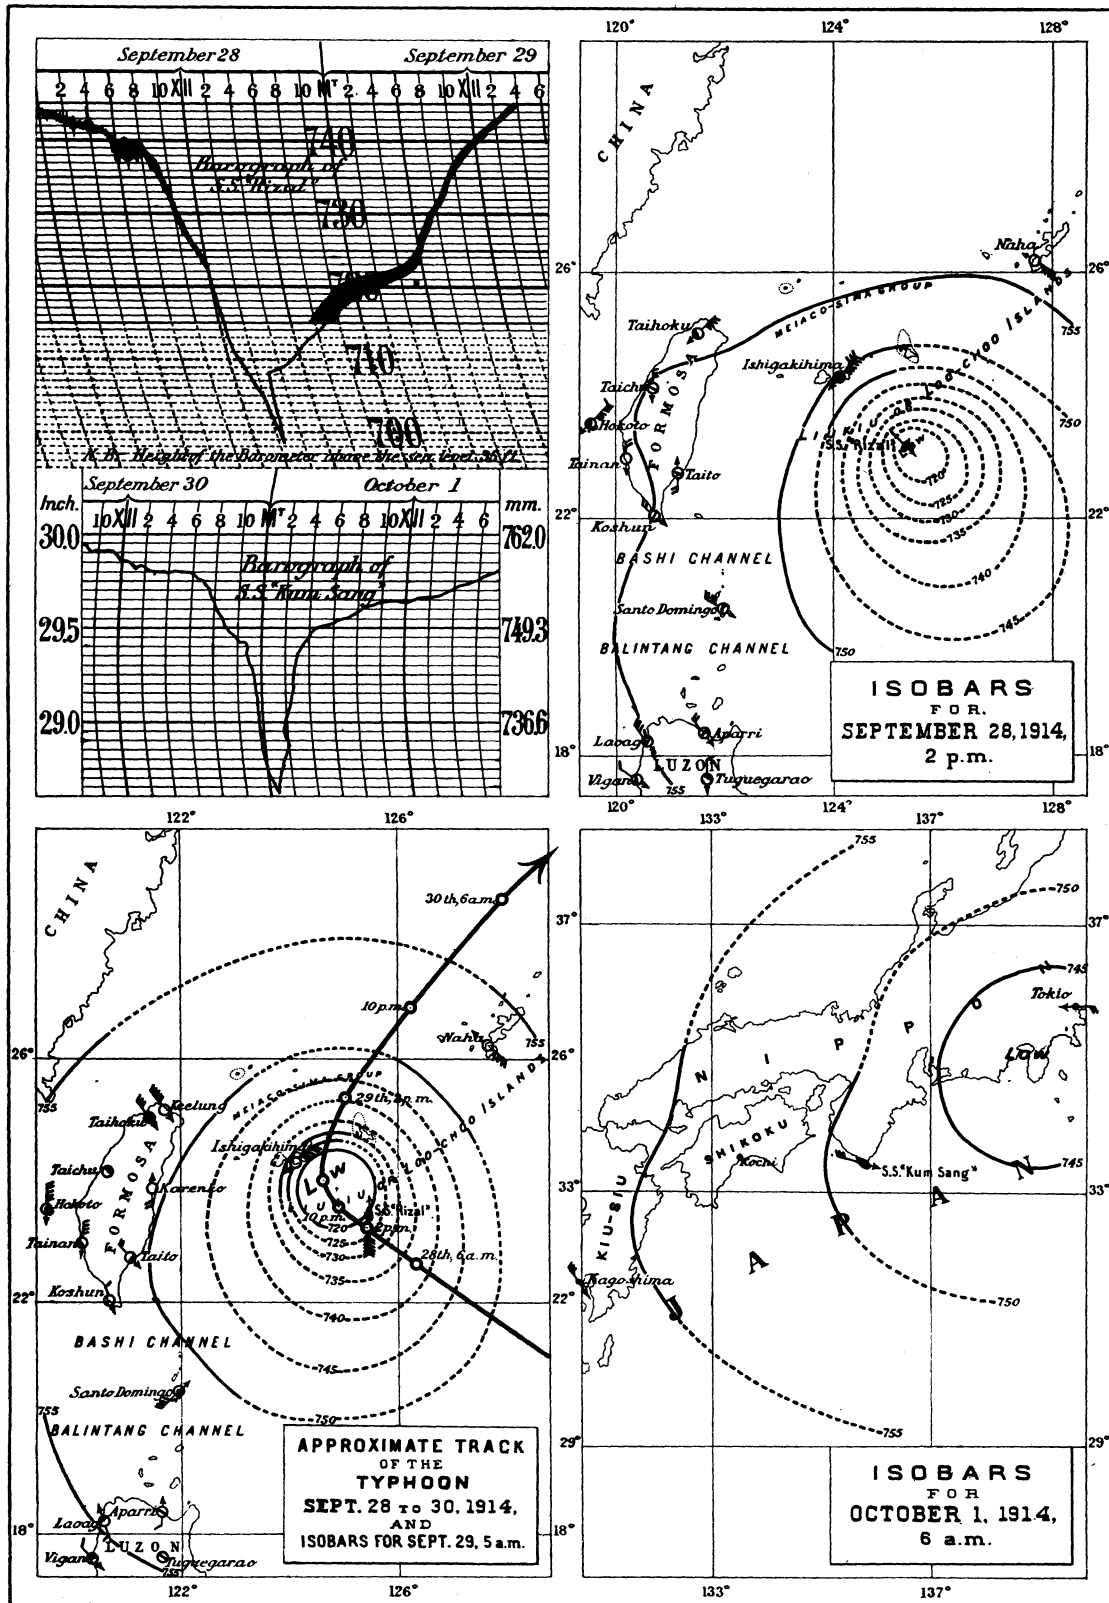 September 28 September 29
2 4 6 8 10 XII 2 4 6 8 10 Mᵀ 2 4 6 8 10 XII 2 4 6
740
Barograph of
S.S. "Rizal"
730
710
700
N.B. Height of the Barometer above the sea level 36 ft.
September 30 October 1
Inch. mm.
10 XII 2 4 6 8 10 Mᵀ 2 4 6 8 10 XII 2 4 6
30.0 762.0
Barograph of
S.S. "Kum Sang"
29.5 749.3
29.0 736.6
120° 124° 128°
CHINA
Naha
26° 26°
MEIACO-SIMA GROUP
LOO-CHOO ISLANDS
755
Taihoku
Ishigakihima
Taichu
FORMOSA
Hokoto
750
S.S. "Rizal"
Tainan
Taito
720
725
730
735
Koshun
22° 22°
740
BASHI CHANNEL
745
Santo Domingo
BALINTANG CHANNEL
750
Laoag
Aparri
LUZON
18° 18°
Vigan
Tuguegarao
755
120° 124° 128°
ISOBARS
FOR.
SEPTEMBER 28, 1914,
2 p.m.
122° 126°
CHINA
30th, 6 a.m.
10 p.m.
Naha
755
26°
MEIACO-SIMA GROUP
29th, 2 p.m.
LOO-CHOO ISLANDS
755
Keelung
Taihoku
Ishigakihima
Taichu
FORMOSA
LOW
Karenko
Hokoto
10 p.m.
S.S. "Rizal"
2 p.m.
720
725
730
735
28th, 6 a.m.
Tainan
Taito
Koshun
22°
740
BASHI CHANNEL
745
Santo Domingo
750
755
BALINTANG CHANNEL
Aparri
Laoag
LUZON
18°
Vigan
Tuguegarao
755
122° 126°
APPROXIMATE TRACK
OF THE
TYPHOON
SEPT. 28 TO 30, 1914,
AND
ISOBARS FOR SEPT. 29, 5 a.m.
133° 137°
755
750
37° 37°
745
Tokio
NIPPON
LOW
SHIKOKU
Kochi
745
S.S. "Kum Sang"
33° 33°
KIU-SIU
JAPAN
Kagoshima
750
755
29° 29°
133° 137°
ISOBARS
FOR
OCTOBER 1, 1914,
6 a.m.